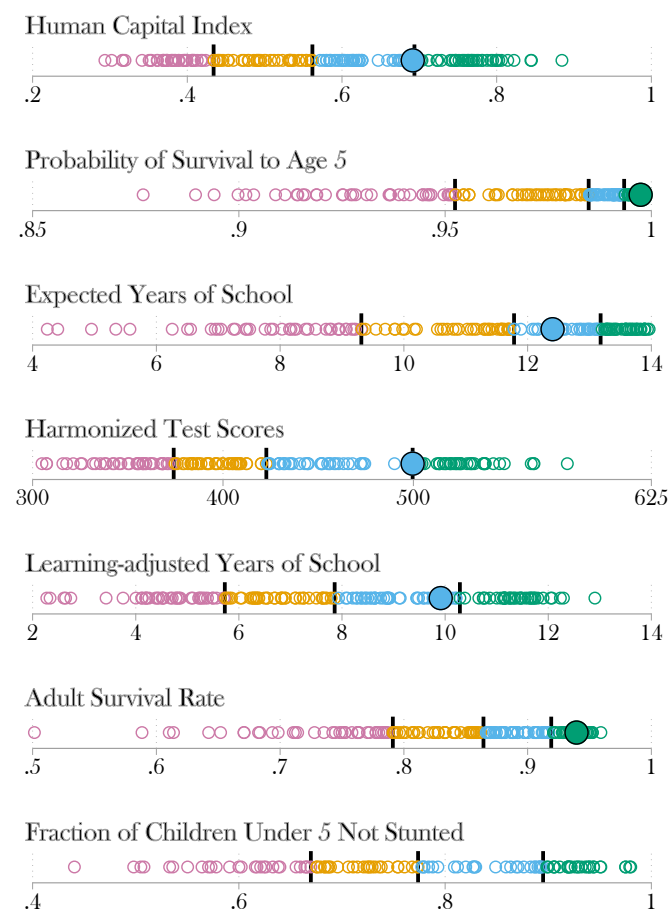 Human Capital Index
.2 .4 .6 .8 1
Probability of Survival to Age 5
.85 .9 .95 1
Expected Years of School
4 6 8 10 12 14
Harmonized Test Scores
300 400 500 625
Learning-adjusted Years of School
2 4 6 8 10 12 14
Adult Survival Rate
.5 .6 .7 .8 .9 1
Fraction of Children Under 5 Not Stunted
.4 .6 .8 1